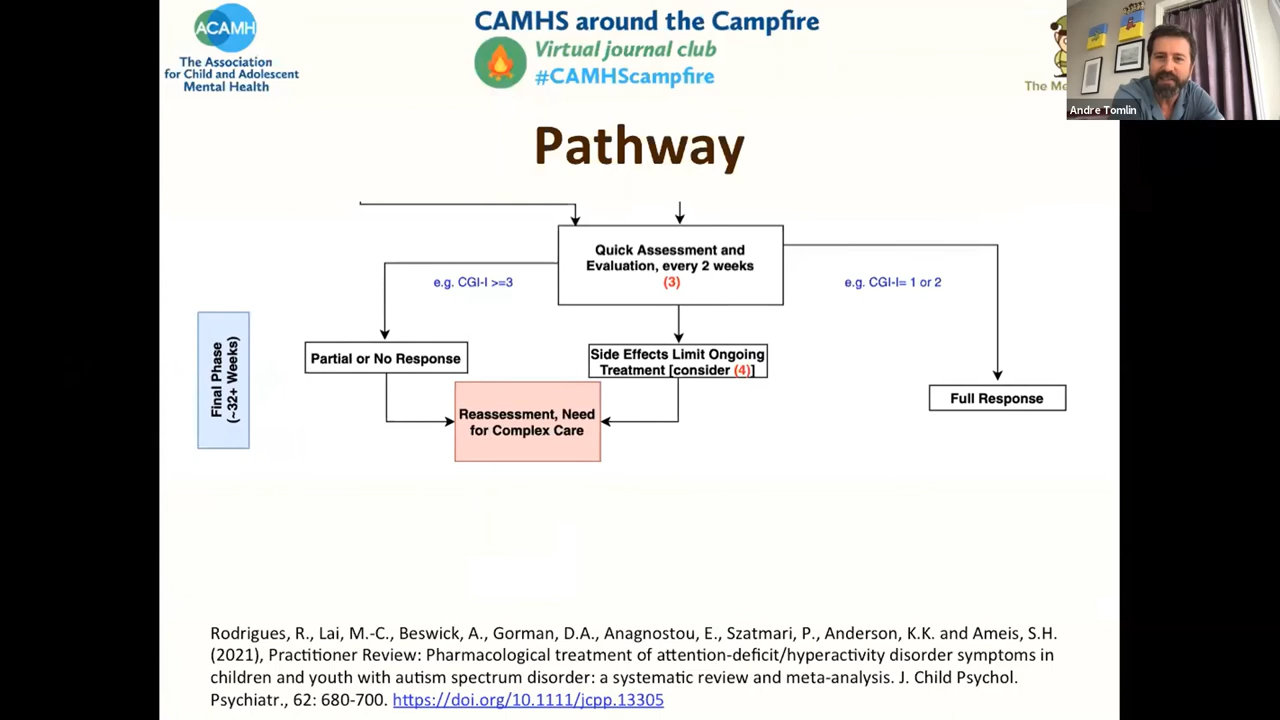 ACAMH
The Association
for Child and Adolescent
Mental Health
CAMHS around the Campfire
Virtual journal club
#CAMHScampfire
The
Andre Tomlin
Pathway
Quick Assessment and
Evaluation, every 2 weeks
(3)
e.g. CGI-I >=3
e.g. CGI-I= 1 or 2
Final Phase
(~32+ Weeks)
Partial or No Response
Side Effects Limit Ongoing
Treatment [consider (4)]
Full Response
Reassessment, Need
for Complex Care
Rodrigues, R., Lai, M.-C., Beswick, A., Gorman, D.A., Anagnostou, E., Szatmari, P., Anderson, K.K. and Ameis, S.H.
(2021), Practitioner Review: Pharmacological treatment of attention-deficit/hyperactivity disorder symptoms in
children and youth with autism spectrum disorder: a systematic review and meta-analysis. J. Child Psychol.
Psychiatr., 62: 680-700. https://doi.org/10.1111/jcpp.13305